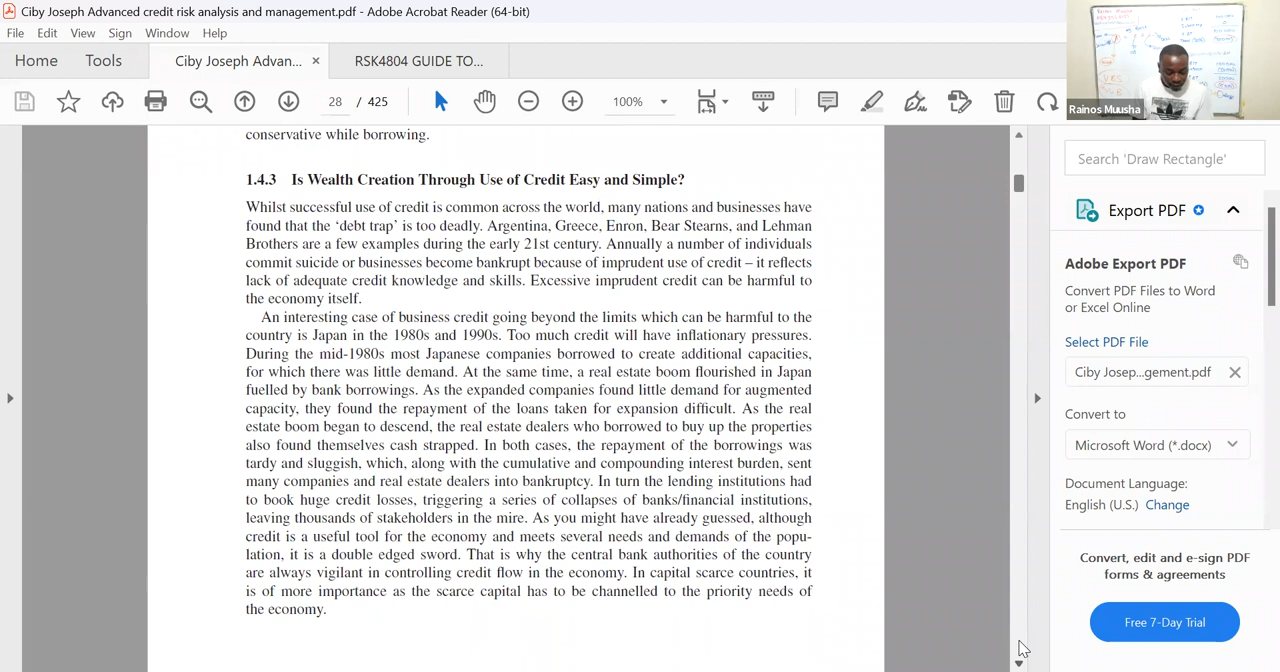 Ciby Joseph Advanced credit risk analysis and management.pdf - Adobe Acrobat Reader (64-bit)
File Edit View Sign Window Help
Home Tools Ciby Joseph Advan... × RSK4804 GUIDE TO...
28 / 425 100%
Rainos Muusha
conservative while borrowing.
1.4.3 Is Wealth Creation Through Use of Credit Easy and Simple?
Whilst successful use of credit is common across the world, many nations and businesses have
found that the ‘debt trap’ is too deadly. Argentina, Greece, Enron, Bear Stearns, and Lehman
Brothers are a few examples during the early 21st century. Annually a number of individuals
commit suicide or businesses become bankrupt because of imprudent use of credit – it reflects
lack of adequate credit knowledge and skills. Excessive imprudent credit can be harmful to
the economy itself.
An interesting case of business credit going beyond the limits which can be harmful to the
country is Japan in the 1980s and 1990s. Too much credit will have inflationary pressures.
During the mid-1980s most Japanese companies borrowed to create additional capacities,
for which there was little demand. At the same time, a real estate boom flourished in Japan
fuelled by bank borrowings. As the expanded companies found little demand for augmented
capacity, they found the repayment of the loans taken for expansion difficult. As the real
estate boom began to descend, the real estate dealers who borrowed to buy up the properties
also found themselves cash strapped. In both cases, the repayment of the borrowings was
tardy and sluggish, which, along with the cumulative and compounding interest burden, sent
many companies and real estate dealers into bankruptcy. In turn the lending institutions had
to book huge credit losses, triggering a series of collapses of banks/financial institutions,
leaving thousands of stakeholders in the mire. As you might have already guessed, although
credit is a useful tool for the economy and meets several needs and demands of the popu-
lation, it is a double edged sword. That is why the central bank authorities of the country
are always vigilant in controlling credit flow in the economy. In capital scarce countries, it
is of more importance as the scarce capital has to be channelled to the priority needs of
the economy.
Search 'Draw Rectangle'
Export PDF
Adobe Export PDF
Convert PDF Files to Word
or Excel Online
Select PDF File
Ciby Josep...gement.pdf
Convert to
Microsoft Word (*.docx)
Document Language:
English (U.S.) Change
Convert, edit and e-sign PDF
forms & agreements
Free 7-Day Trial